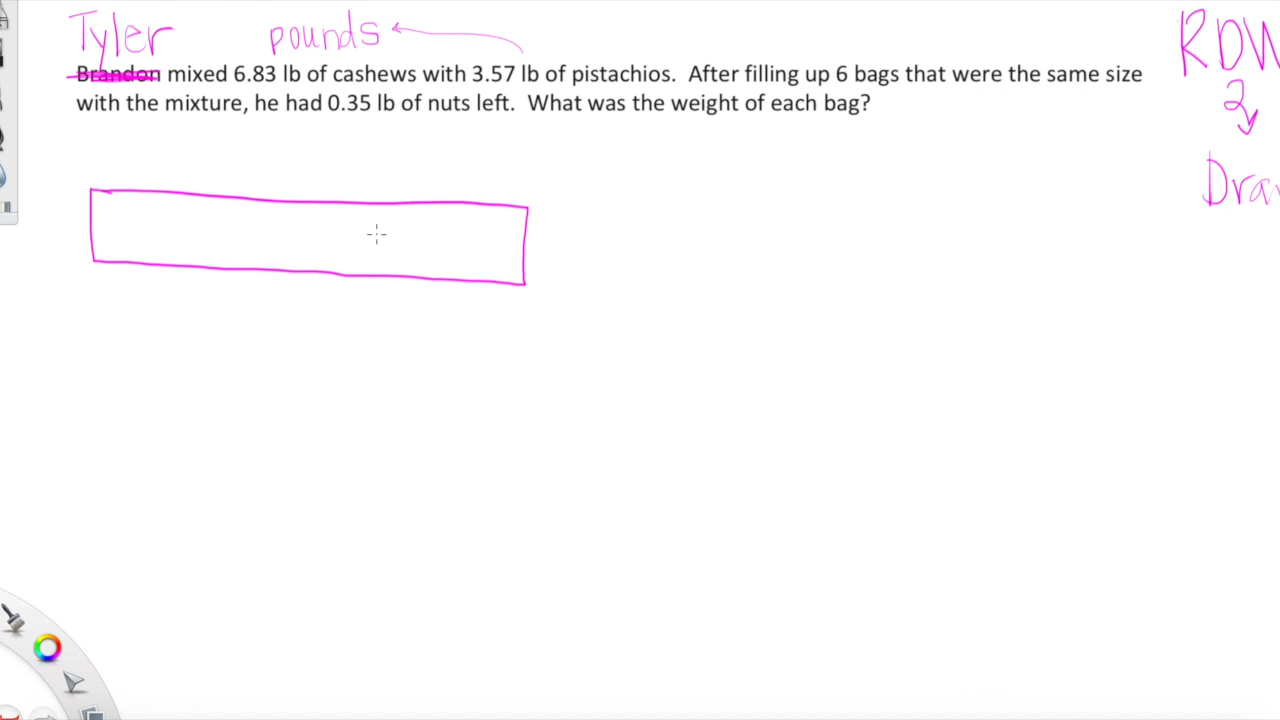 Tyler pounds
Brandon mixed 6.83 lb of cashews with 3.57 lb of pistachios. After filling up 6 bags that were the same size
with the mixture, he had 0.35 lb of nuts left. What was the weight of each bag?
RDW
2
Draw